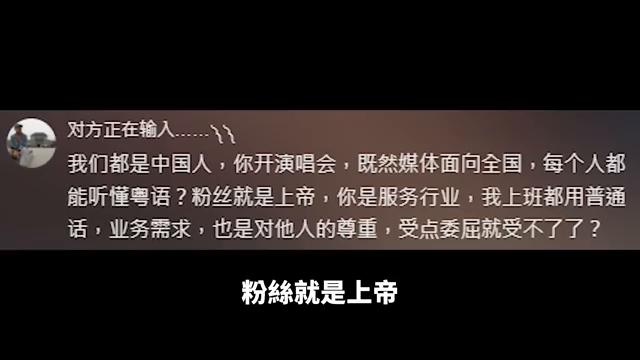 对方正在输入......ヽヽ
我们都是中国人，你开演唱会，既然媒体面向全国，每个人都
能听懂粤语？粉丝就是上帝，你是服务行业，我上班都用普通
话，业务需求，也是对他人的尊重，受点委屈就受不了了？
粉絲就是上帝